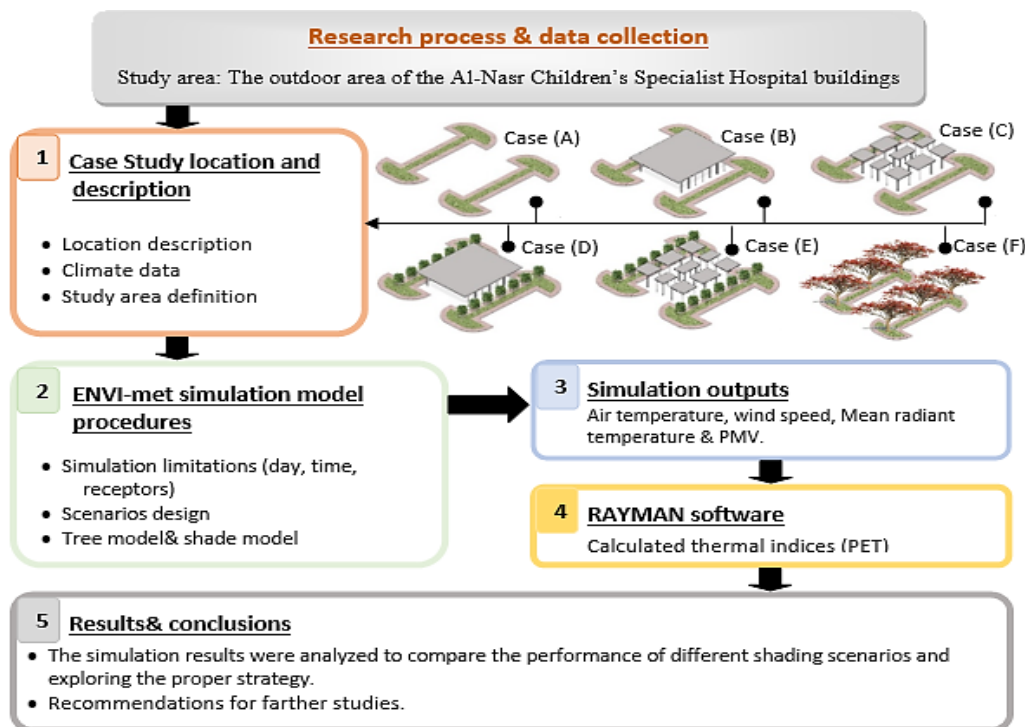 Research process & data collection
Study area: The outdoor area of the Al-Nasr Children's Specialist Hospital buildings
1
Case Study location and
description
• Location description
• Climate data
• Study area definition
Case (A)
Case (B)
Case (C)
Case (D)
Case (E)
Case (F)
2
ENVI-met simulation model
procedures
• Simulation limitations (day, time,
receptors)
• Scenarios design
• Tree model& shade model
3
Simulation outputs
Air temperature, wind speed, Mean radiant
temperature & PMV.
4
RAYMAN software
Calculated thermal indices (PET)
5
Results& conclusions
• The simulation results were analyzed to compare the performance of different shading scenarios and
exploring the proper strategy.
• Recommendations for farther studies.